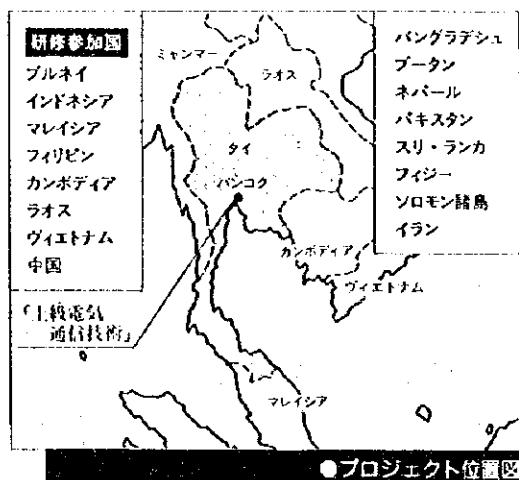 研修参加国
ブルネイ
インドネシア
マレイシア
フィリピン
カンボディア
ラオス
ヴィエトナム
中国
バングラデシュ
ブータン
ネパール
パキスタン
スリ・ランカ
フィジー
ソロモン諸島
イラン
ミャンマー
ラオス
タイ
バンコク
カンボディア
ヴィエトナム
「上級電気
通信技術」
マレイシア
●プロジェクト位置図